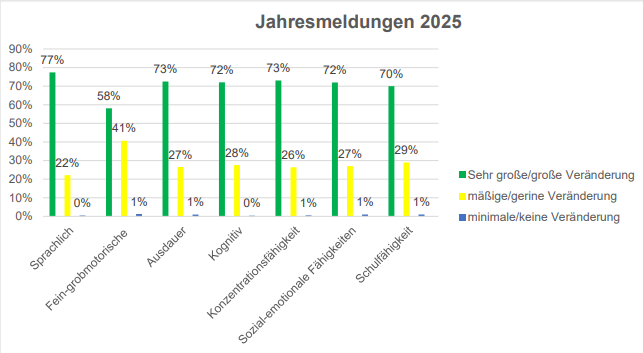 Jahresmeldungen 2025
90%
80%
70%
60%
50%
40%
30%
20%
10%
0%
77%
22%
0%
58%
41%
1%
73%
27%
1%
72%
28%
0%
73%
26%
1%
72%
27%
1%
70%
29%
1%
Sprachlich
Fein-grobmotorische
Ausdauer
Kognitiv
Konzentrationsfähigkeit
Sozial-emotionale Fähigkeiten
Schulfähigkeit
Sehr große/große Veränderung
mäßige/gerine Veränderung
minimale/keine Veränderung